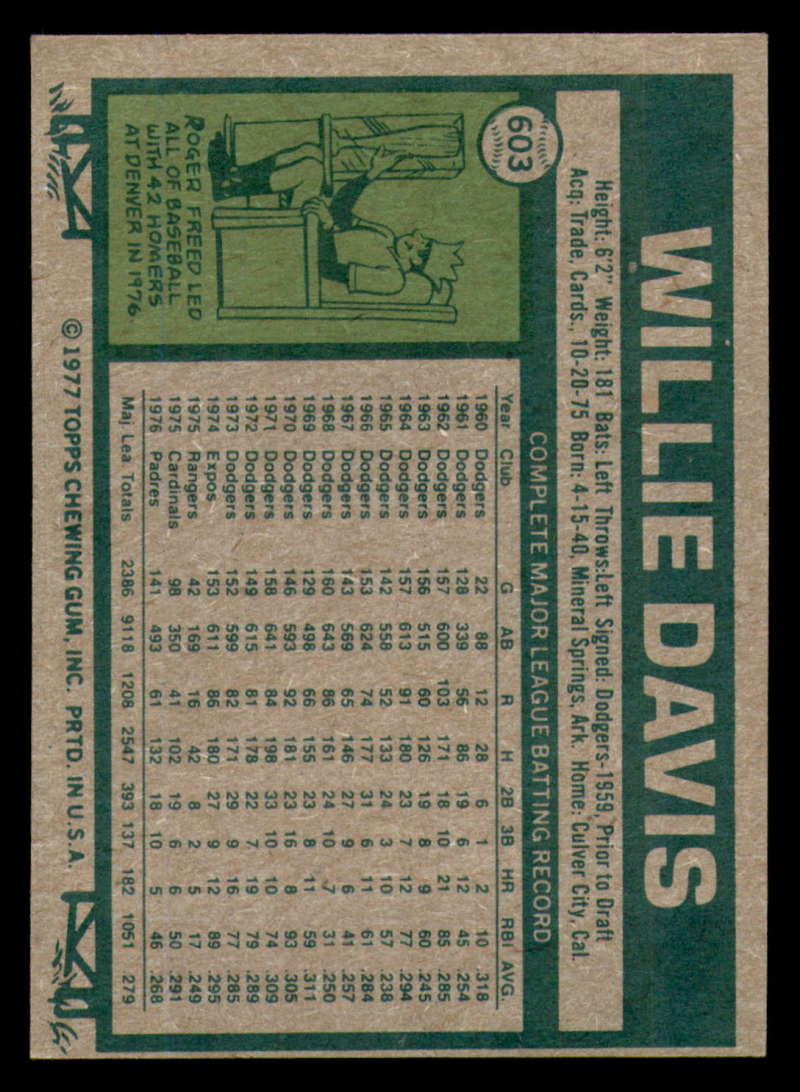 603
WILLIE DAVIS
Height: 6'2" Weight: 181 Bats: Left Throws:Left Signed: Dodgers-1959, Prior to Draft
Acq: Trade, Cards., 10-20-75 Born: 4-15-40, Mineral Springs, Ark. Home: Culver City, Cal.
COMPLETE MAJOR LEAGUE BATTING RECORD
Year Club G AB R H 2B 3B HR RBI AVG.
1960 Dodgers 22 88 12 28 6 1 2 10 .318
1961 Dodgers 128 339 56 86 19 6 12 45 .254
1962 Dodgers 157 600 103 171 18 10 21 85 .285
1963 Dodgers 156 515 60 126 19 8 9 60 .245
1964 Dodgers 157 613 91 180 23 7 12 77 .294
1965 Dodgers 142 558 52 133 24 3 10 57 .238
1966 Dodgers 153 624 74 177 31 6 11 61 .284
1967 Dodgers 143 569 65 146 27 9 6 41 .257
1968 Dodgers 160 643 86 161 24 10 7 31 .250
1969 Dodgers 129 498 66 155 23 8 11 59 .311
1970 Dodgers 146 593 92 181 23 16 8 93 .305
1971 Dodgers 158 641 84 198 33 10 10 74 .309
1972 Dodgers 149 615 81 178 22 7 19 79 .289
1973 Dodgers 152 599 82 171 29 9 16 77 .285
1974 Expos 153 611 86 180 27 9 12 89 .295
1975 Rangers 42 169 16 42 8 2 5 17 .249
1975 Cardinals 98 350 41 102 19 6 6 50 .291
1976 Padres 141 493 61 132 18 10 5 46 .268
Maj. Lea Totals 2386 9118 1208 2547 393 137 182 1051 .279
ROGER FREED LED
ALL OF BASEBALL
WITH 42 HOMERS
AT DENVER IN 1976.
© 1977 TOPPS CHEWING GUM, INC. PRTD. IN U.S.A.